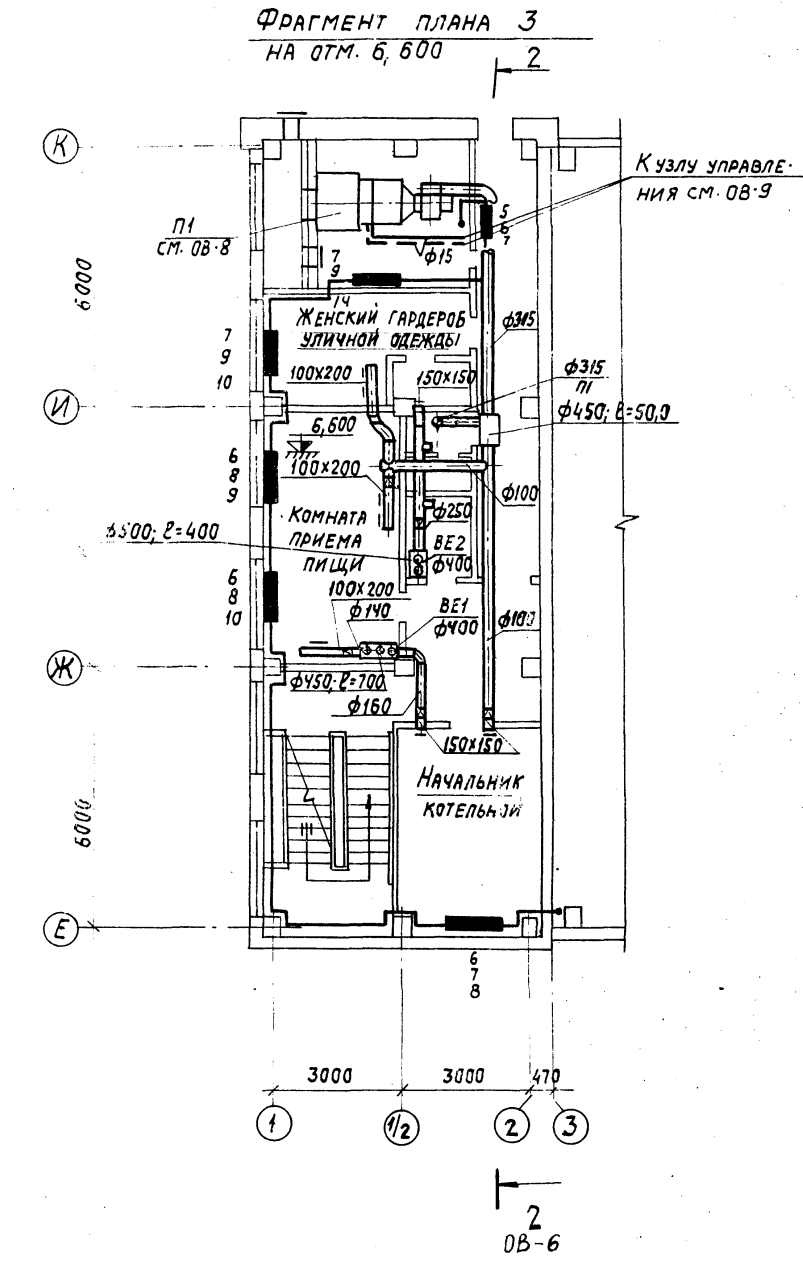 ФРАГМЕНТ ПЛАНА 3
НА ОТМ. 6,600
2
К
К УЗЛУ УПРАВЛЕ-
НИЯ СМ. ОВ-9
П1
СМ. ОВ-8
5
6
7
ф15
7
9
14
6000
ЖЕНСКИЙ ГАРДЕРОБ
УЛИЧНОЙ ОДЕЖДЫ
ф315
7
9
10
100х200
150х150
ф315
П1
И
ф450; ℓ=50,0
6,600
6
8
9
100х200
ф100
КОМНАТА
ПРИЕМА
ПИЩИ
ф250
ф500; ℓ=400
ВЕ2
ф400
6
8
10
100х200
ф140
ВЕ1
ф400
ф100
Ж
ф450; ℓ=700
ф160
150х150
НАЧАЛЬНИК
КОТЕЛЬНОЙ
6000
Е
6
7
8
3000
3000
470
1
1/2
2
3
2
ОВ-6